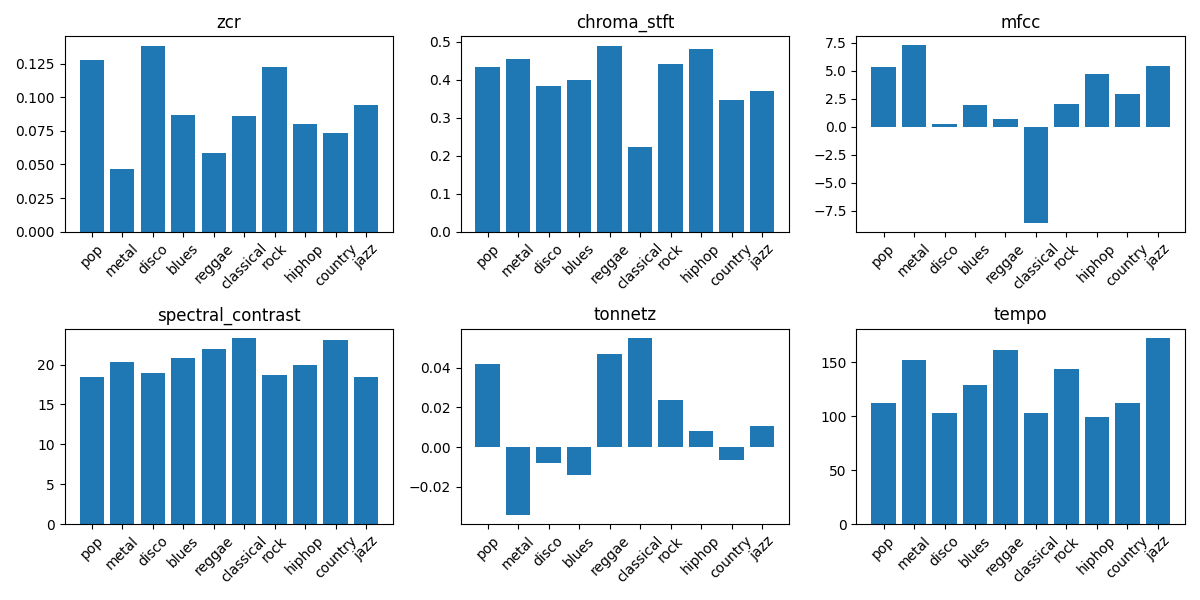 zcr
0.125
0.100
0.075
0.050
0.025
0.000
pop metal disco blues reggae classical rock hiphop country jazz
chroma_stft
0.5
0.4
0.3
0.2
0.1
0.0
pop metal disco blues reggae classical rock hiphop country jazz
mfcc
7.5
5.0
2.5
0.0
−2.5
−5.0
−7.5
pop metal disco blues reggae classical rock hiphop country jazz
spectral_contrast
20
15
10
5
0
pop metal disco blues reggae classical rock hiphop country jazz
tonnetz
0.04
0.02
0.00
−0.02
pop metal disco blues reggae classical rock hiphop country jazz
tempo
150
100
50
0
pop metal disco blues reggae classical rock hiphop country jazz